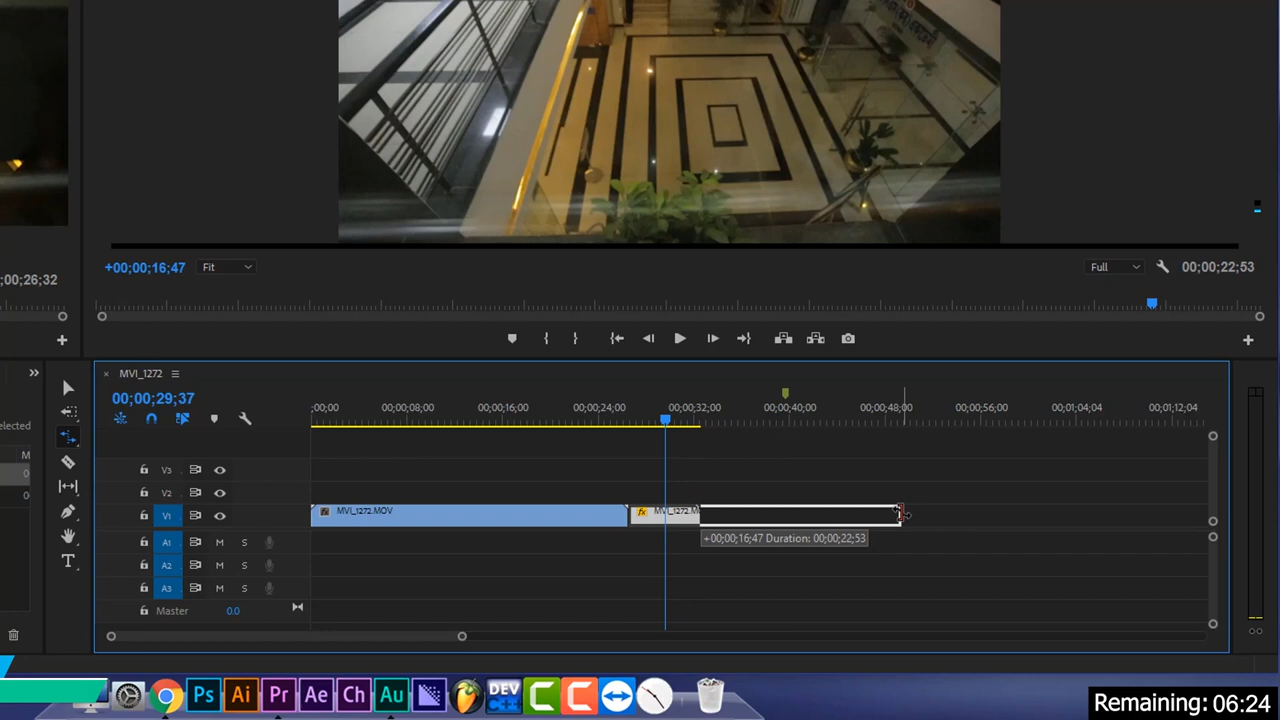 ;00;26;32
+00;00;16;47
Fit
Full
00;00;22;53
elected
M
0
0
× MVI_1272
00;00;29;37
;00;00 00;00;08;00 00;00;16;00 00;00;24;00 00;00;32;00 00;00;40;00 00;00;48;00 00;00;56;00 00;01;04;04 00;01;12;04
V3
V2
V1 MVI_1272.MOV fx MVI_1272.M
+00;00;16;47 Duration: 00;00;22;53
A1 M S
A2 M S
A3 M S
Master 0.0
Ps Ai Pr Ae Ch Au DEV C++ C C
Remaining: 06:24